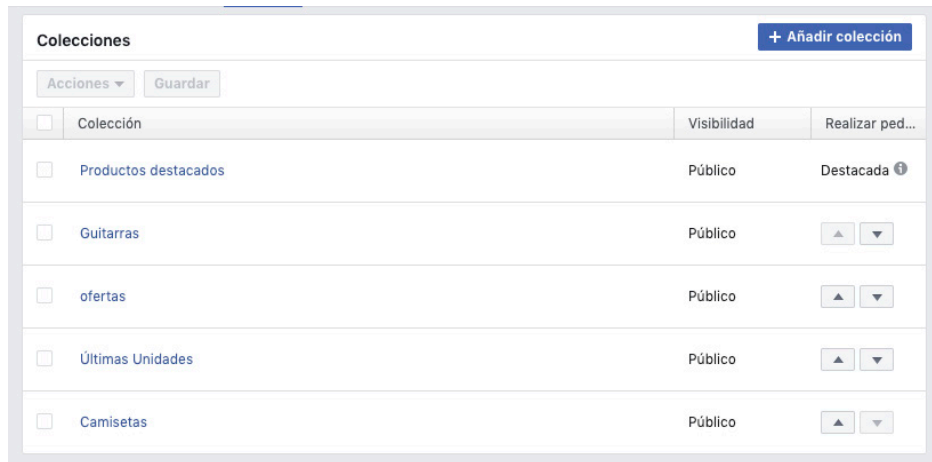 Colecciones
+ Añadir colección
Acciones Guardar
Colección Visibilidad Realizar ped...
Productos destacados Público Destacada
Guitarras Público
ofertas Público
Últimas Unidades Público
Camisetas Público